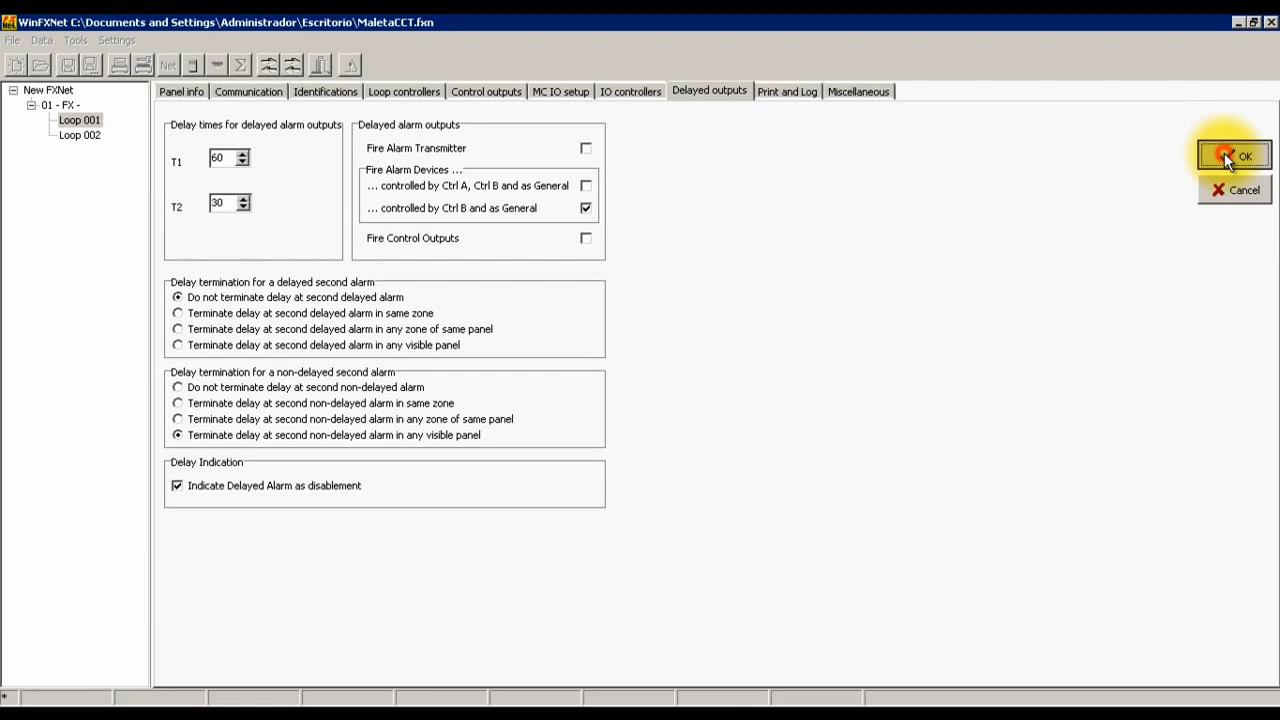 WinFXNet C:\Documents and Settings\Administrador\Escritorio\MaletaCCT.fxn
File Data Tools Settings
Net
New FXNet
01 - FX -
Loop 001
Loop 002
Panel info Communication Identifications Loop controllers Control outputs MC IO setup IO controllers Delayed outputs Print and Log Miscellaneous
Delay times for delayed alarm outputs
T1 60
T2 30
Delayed alarm outputs
Fire Alarm Transmitter
Fire Alarm Devices ...
... controlled by Ctrl A, Ctrl B and as General
... controlled by Ctrl B and as General
Fire Control Outputs
Delay termination for a delayed second alarm
Do not terminate delay at second delayed alarm
Terminate delay at second delayed alarm in same zone
Terminate delay at second delayed alarm in any zone of same panel
Terminate delay at second delayed alarm in any visible panel
Delay termination for a non-delayed second alarm
Do not terminate delay at second non-delayed alarm
Terminate delay at second non-delayed alarm in same zone
Terminate delay at second non-delayed alarm in any zone of same panel
Terminate delay at second non-delayed alarm in any visible panel
Delay Indication
Indicate Delayed Alarm as disablement
OK
Cancel
*